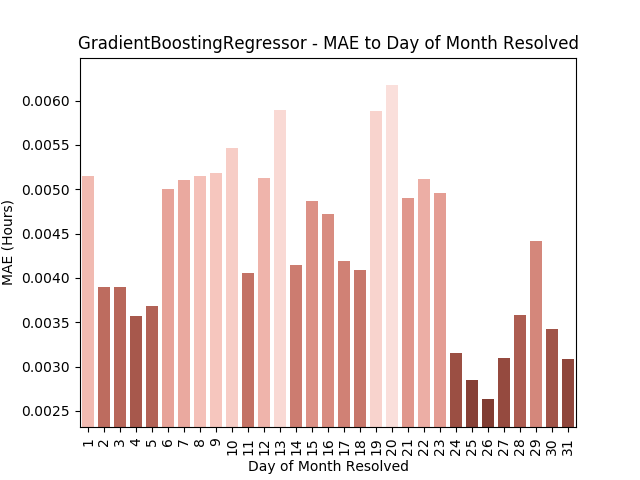 GradientBoostingRegressor - MAE to Day of Month Resolved
MAE (Hours)
0.0060
0.0055
0.0050
0.0045
0.0040
0.0035
0.0030
0.0025
1 2 3 4 5 6 7 8 9 10 11 12 13 14 15 16 17 18 19 20 21 22 23 24 25 26 27 28 29 30 31
Day of Month Resolved